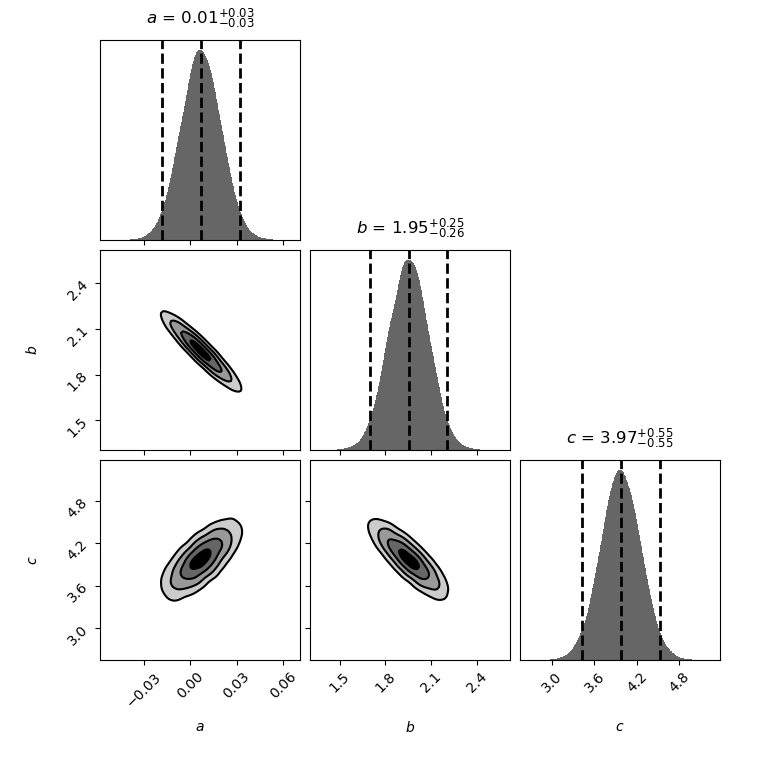 a = 0.01^{+0.03}_{−0.03}
b = 1.95^{+0.25}_{−0.26}
2.4
2.1
1.8
1.5
b
c = 3.97^{+0.55}_{−0.55}
4.8
4.2
3.6
3.0
c
−0.03 0.00 0.03 0.06
1.5 1.8 2.1 2.4
3.0 3.6 4.2 4.8
a b c